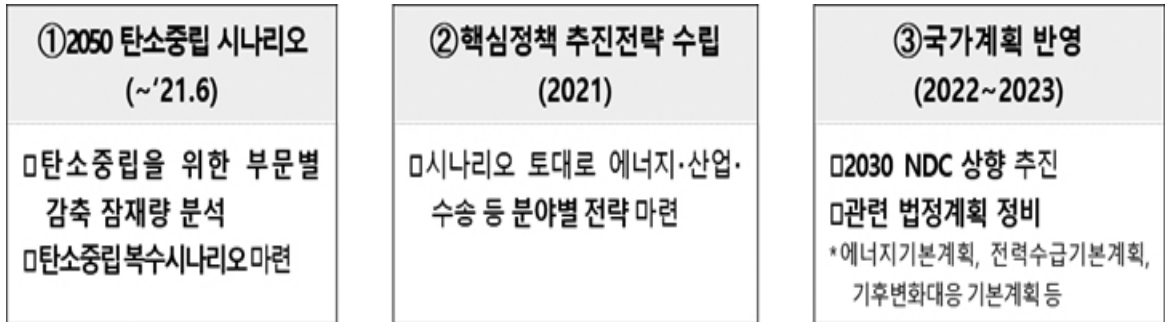 ①2050 탄소중립 시나리오
(~‘21.6)
□탄소중립을 위한 부문별
감축 잠재량 분석
□탄소중립복수시나리오마련
②핵심정책 추진전략 수립
(2021)
□시나리오 토대로 에너지·산업·
수송 등 분야별 전략 마련
③국가계획 반영
(2022~2023)
□2030 NDC 상향 추진
□관련 법정계획 정비
*에너지기본계획, 전력수급기본계획,
기후변화대응 기본계획 등